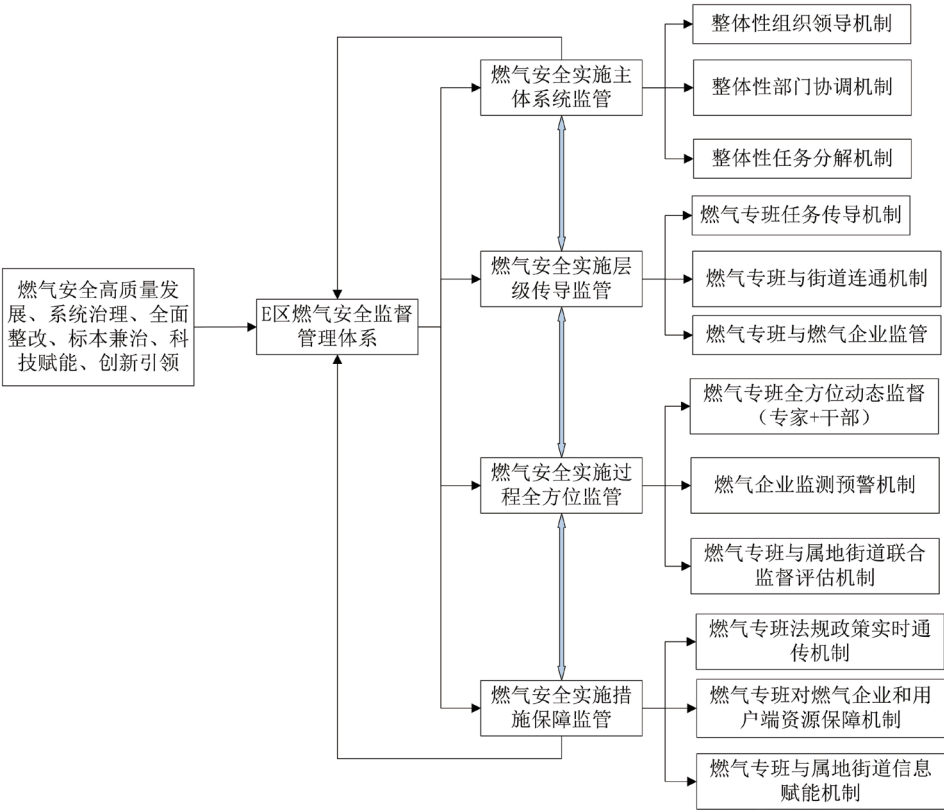 燃气安全高质量发
展、系统治理、全面
整改、标本兼治、科
技赋能、创新引领
E区燃气安全监督
管理体系
燃气安全实施主
体系统监管
整体性组织领导机制
整体性部门协调机制
整体性任务分解机制
燃气安全实施层
级传导监管
燃气专班任务传导机制
燃气专班与街道连通机制
燃气专班与燃气企业监管
燃气安全实施过
程全方位监管
燃气专班全方位动态监督
（专家+干部）
燃气企业监测预警机制
燃气专班与属地街道联合
监督评估机制
燃气安全实施措
施保障监管
燃气专班法规政策实时通
传机制
燃气专班对燃气企业和用
户端资源保障机制
燃气专班与属地街道信息
赋能机制